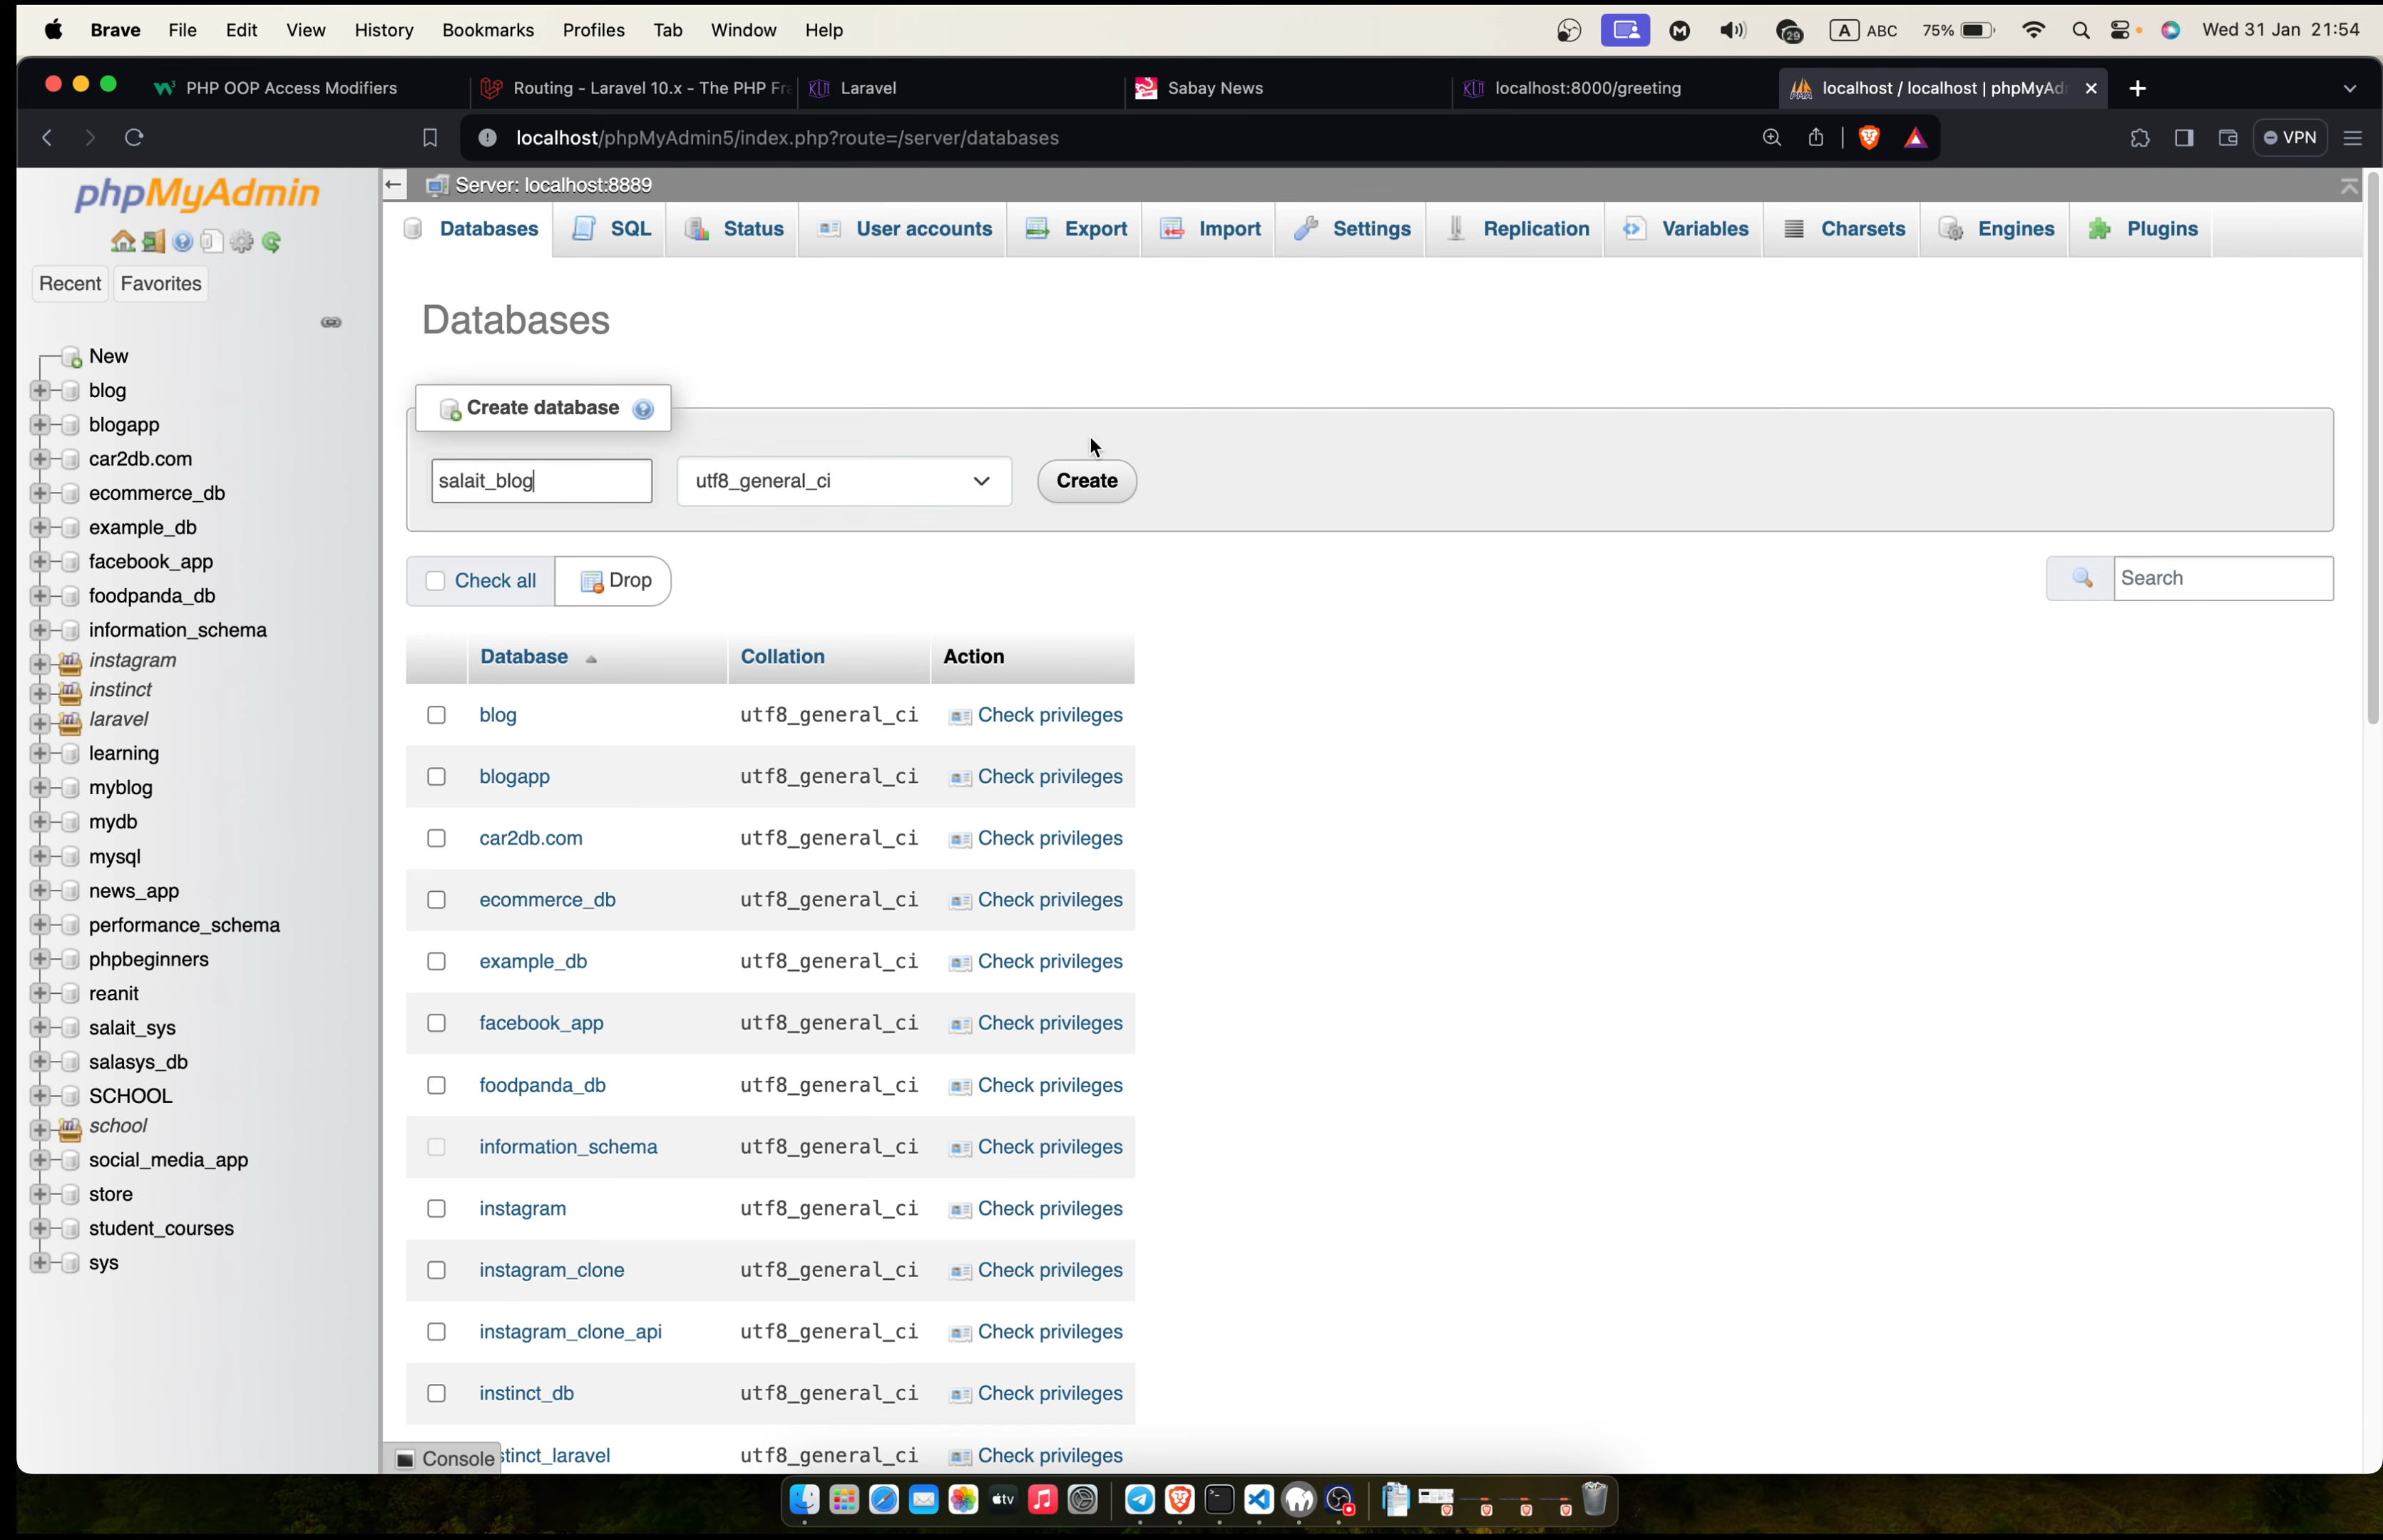 Brave File Edit View History Bookmarks Profiles Tab Window Help 29 A ABC 75% Wed 31 Jan 21:54
PHP OOP Access Modifiers Routing - Laravel 10.x - The PHP Fra Laravel Sabay News localhost:8000/greeting localhost / localhost | phpMyAd
localhost/phpMyAdmin5/index.php?route=/server/databases VPN
phpMyAdmin
Recent Favorites
New
blog
blogapp
car2db.com
ecommerce_db
example_db
facebook_app
foodpanda_db
information_schema
instagram
instinct
laravel
learning
myblog
mydb
mysql
news_app
performance_schema
phpbeginners
reanit
salait_sys
salasys_db
SCHOOL
school
social_media_app
store
student_courses
sys
Server: localhost:8889
Databases SQL Status User accounts Export Import Settings Replication Variables Charsets Engines Plugins
Databases
Create database
salait_blog utf8_general_ci Create
Check all Drop Search
Database Collation Action
blog utf8_general_ci Check privileges
blogapp utf8_general_ci Check privileges
car2db.com utf8_general_ci Check privileges
ecommerce_db utf8_general_ci Check privileges
example_db utf8_general_ci Check privileges
facebook_app utf8_general_ci Check privileges
foodpanda_db utf8_general_ci Check privileges
information_schema utf8_general_ci Check privileges
instagram utf8_general_ci Check privileges
instagram_clone utf8_general_ci Check privileges
instagram_clone_api utf8_general_ci Check privileges
instinct_db utf8_general_ci Check privileges
Console stinct_laravel utf8_general_ci Check privileges
tv